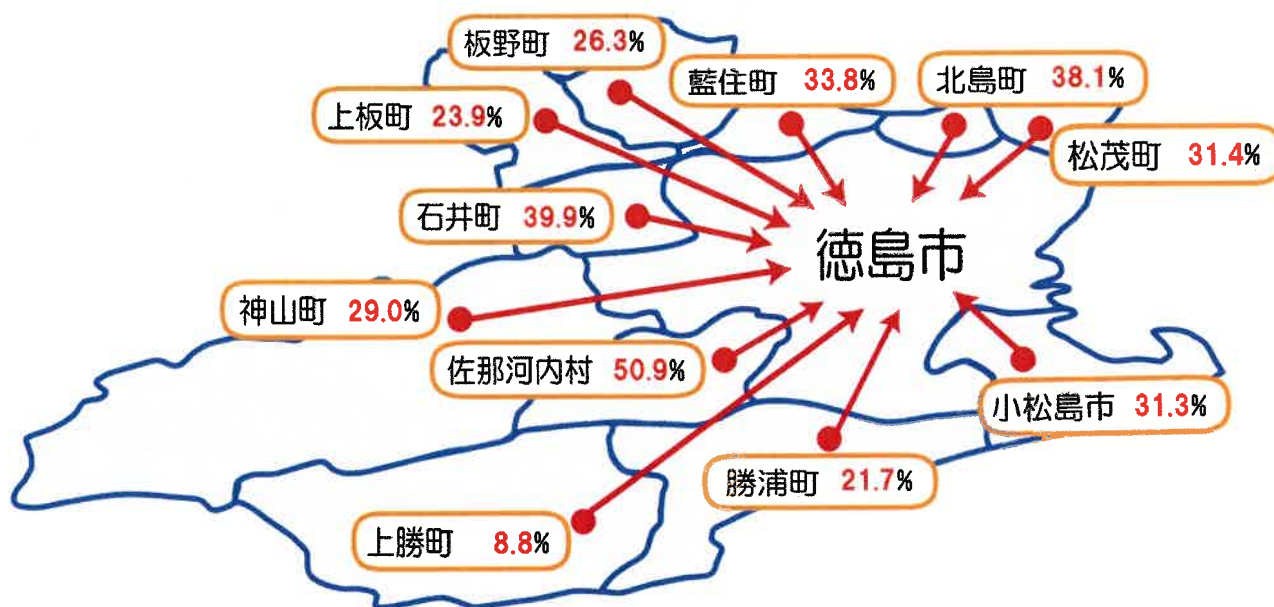 板野町 26.3%
藍住町 33.8%
北島町 38.1%
上板町 23.9%
松茂町 31.4%
石井町 39.9%
徳島市
神山町 29.0%
佐那河内村 50.9%
小松島市 31.3%
勝浦町 21.7%
上勝町 8.8%